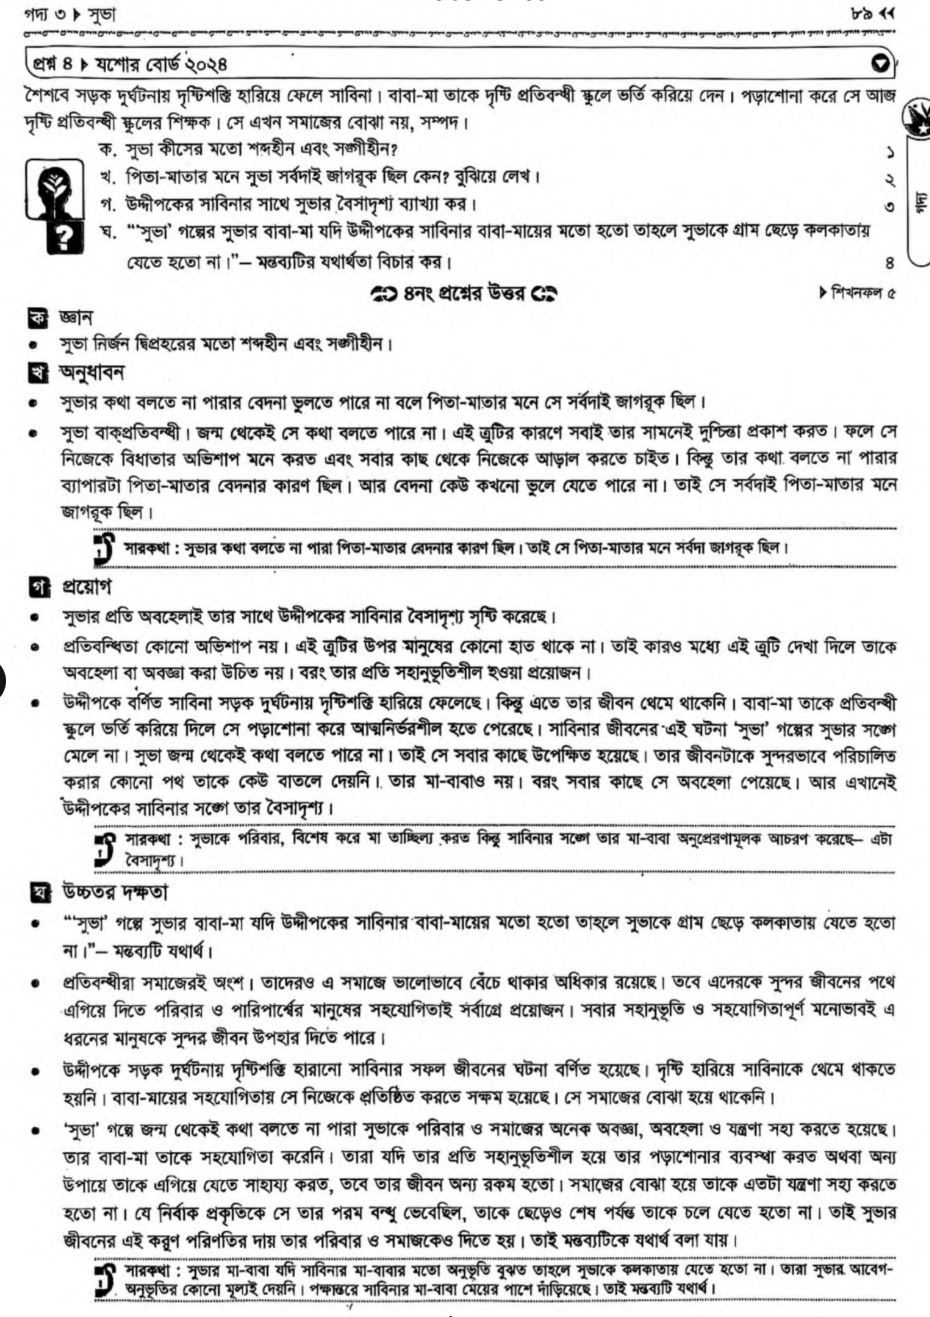 গদ্য ৩ ▶ সুভা ৮৯ ◀◀
প্রশ্ন ৪ ▶ যশোর বোর্ড ২০২৪
শৈশবে সড়ক দুর্ঘটনায় দৃষ্টিশক্তি হারিয়ে ফেলে সাবিনা। বাবা-মা তাকে দৃষ্টি প্রতিবন্ধী স্কুলে ভর্তি করিয়ে দেন। পড়াশোনা করে সে আজ
দৃষ্টি প্রতিবন্ধী স্কুলের শিক্ষক। সে এখন সমাজের বোঝা নয়, সম্পদ।
ক. সুভা কীসের মতো শব্দহীন এবং সঙ্গীহীন? ১
খ. পিতা-মাতার মনে সুভা সর্বদাই জাগরূক ছিল কেন? বুঝিয়ে লেখ। ২
গ. উদ্দীপকের সাবিনার সাথে সুভার বৈসাদৃশ্য ব্যাখ্যা কর। ৩
গদ্য
ঘ. “‘সুভা’ গল্পের সুভার বাবা-মা যদি উদ্দীপকের সাবিনার বাবা-মায়ের মতো হতো তাহলে সুভাকে গ্রাম ছেড়ে কলকাতায়
যেতে হতো না।”— মন্তব্যটির যথার্থতা বিচার কর। ৪
৪নং প্রশ্নের উত্তর ▶ শিখনফল ৫
ক জ্ঞান
• সুভা নির্জন দ্বিপ্রহরের মতো শব্দহীন এবং সঙ্গীহীন।
খ অনুধাবন
• সুভার কথা বলতে না পারার বেদনা ভুলতে পারে না বলে পিতা-মাতার মনে সে সর্বদাই জাগরূক ছিল।
• সুভা বাক্‌প্রতিবন্ধী। জন্ম থেকেই সে কথা বলতে পারে না। এই ত্রুটির কারণে সবাই তার সামনেই দুশ্চিন্তা প্রকাশ করত। ফলে সে
নিজেকে বিধাতার অভিশাপ মনে করত এবং সবার কাছ থেকে নিজেকে আড়াল করতে চাইত। কিন্তু তার কথা বলতে না পারার
ব্যাপারটা পিতা-মাতার বেদনার কারণ ছিল। আর বেদনা কেউ কখনো ভুলে যেতে পারে না। তাই সে সর্বদাই পিতা-মাতার মনে
জাগরূক ছিল।
সারকথা : সুভার কথা বলতে না পারা পিতা-মাতার বেদনার কারণ ছিল। তাই সে পিতা-মাতার মনে সর্বদা জাগরূক ছিল।
গ প্রয়োগ
• সুভার প্রতি অবহেলাই তার সাথে উদ্দীপকের সাবিনার বৈসাদৃশ্য সৃষ্টি করেছে।
• প্রতিবন্ধিতা কোনো অভিশাপ নয়। এই ত্রুটির উপর মানুষের কোনো হাত থাকে না। তাই কারও মধ্যে এই ত্রুটি দেখা দিলে তাকে
অবহেলা বা অবজ্ঞা করা উচিত নয়। বরং তার প্রতি সহানুভূতিশীল হওয়া প্রয়োজন।
• উদ্দীপকে বর্ণিত সাবিনা সড়ক দুর্ঘটনায় দৃষ্টিশক্তি হারিয়ে ফেলেছে। কিন্তু এতে তার জীবন থেমে থাকেনি। বাবা-মা তাকে প্রতিবন্ধী
স্কুলে ভর্তি করিয়ে দিলে সে পড়াশোনা করে আত্মনির্ভরশীল হতে পেরেছে। সাবিনার জীবনের এই ঘটনা ‘সুভা’ গল্পের সুভার সঙ্গে
মেলে না। সুভা জন্ম থেকেই কথা বলতে পারে না। তাই সে সবার কাছে উপেক্ষিত হয়েছে। তার জীবনটাকে সুন্দরভাবে পরিচালিত
করার কোনো পথ তাকে কেউ বাতলে দেয়নি। তার মা-বাবাও নয়। বরং সবার কাছে সে অবহেলা পেয়েছে। আর এখানেই
উদ্দীপকের সাবিনার সঙ্গে তার বৈসাদৃশ্য।
সারকথা : সুভাকে পরিবার, বিশেষ করে মা তাচ্ছিল্য করত কিন্তু সাবিনার সঙ্গে তার মা-বাবা অনুপ্রেরণামূলক আচরণ করেছে— এটা
বৈসাদৃশ্য।
ঘ উচ্চতর দক্ষতা
• “‘সুভা’ গল্পে সুভার বাবা-মা যদি উদ্দীপকের সাবিনার বাবা-মায়ের মতো হতো তাহলে সুভাকে গ্রাম ছেড়ে কলকাতায় যেতে হতো
না।”— মন্তব্যটি যথার্থ।
• প্রতিবন্ধীরা সমাজেরই অংশ। তাদেরও এ সমাজে ভালোভাবে বেঁচে থাকার অধিকার রয়েছে। তবে এদেরকে সুন্দর জীবনের পথে
এগিয়ে দিতে পরিবার ও পারিপার্শ্বের মানুষের সহযোগিতাই সর্বাগ্রে প্রয়োজন। সবার সহানুভূতি ও সহযোগিতাপূর্ণ মনোভাবই এ
ধরনের মানুষকে সুন্দর জীবন উপহার দিতে পারে।
• উদ্দীপকে সড়ক দুর্ঘটনায় দৃষ্টিশক্তি হারানো সাবিনার সফল জীবনের ঘটনা বর্ণিত হয়েছে। দৃষ্টি হারিয়ে সাবিনাকে থেমে থাকতে
হয়নি। বাবা-মায়ের সহযোগিতায় সে নিজেকে প্রতিষ্ঠিত করতে সক্ষম হয়েছে। সে সমাজের বোঝা হয়ে থাকেনি।
• ‘সুভা’ গল্পে জন্ম থেকেই কথা বলতে না পারা সুভাকে পরিবার ও সমাজের অনেক অবজ্ঞা, অবহেলা ও যন্ত্রণা সহ্য করতে হয়েছে।
তার বাবা-মা তাকে সহযোগিতা করেনি। তারা যদি তার প্রতি সহানুভূতিশীল হয়ে তার পড়াশোনার ব্যবস্থা করত অথবা অন্য
উপায়ে তাকে এগিয়ে যেতে সাহায্য করত, তবে তার জীবন অন্য রকম হতো। সমাজের বোঝা হয়ে তাকে এতটা যন্ত্রণা সহ্য করতে
হতো না। যে নির্বাক প্রকৃতিকে সে তার পরম বন্ধু ভেবেছিল, তাকে ছেড়েও শেষ পর্যন্ত তাকে চলে যেতে হতো না। তাই সুভার
জীবনের এই করুণ পরিণতির দায় তার পরিবার ও সমাজকেও দিতে হয়। তাই মন্তব্যটিকে যথার্থ বলা যায়।
সারকথা : সুভার মা-বাবা যদি সাবিনার মা-বাবার মতো অনুভূতি বুঝত তাহলে সুভাকে কলকাতায় যেতে হতো না। তারা সুভার আবেগ-
অনুভূতির কোনো মূল্যই দেয়নি। পক্ষান্তরে সাবিনার মা-বাবা মেয়ের পাশে দাঁড়িয়েছে। তাই মন্তব্যটি যথার্থ।